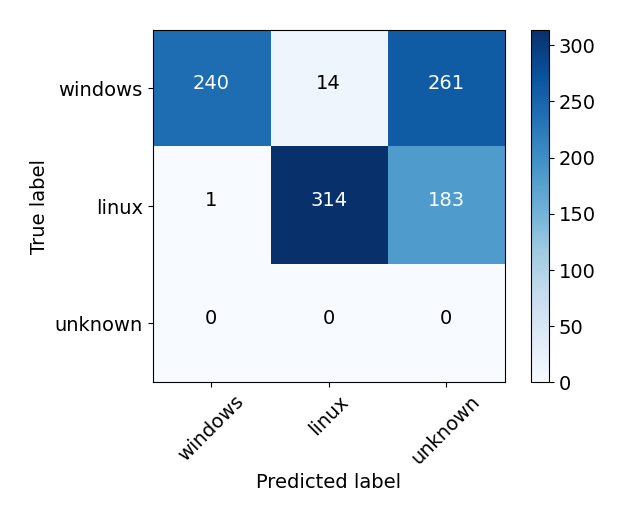 windows 240 14 261
linux 1 314 183
unknown 0 0 0
windows linux unknown
True label
Predicted label
300
250
200
150
100
50
0